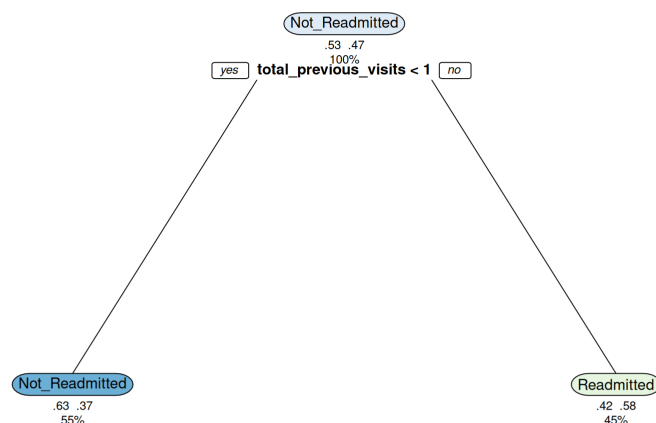 Not_Readmitted
.53 .47
100%
yes total_previous_visits < 1 no
Not_Readmitted
.63 .37
55%
Readmitted
.42 .58
45%